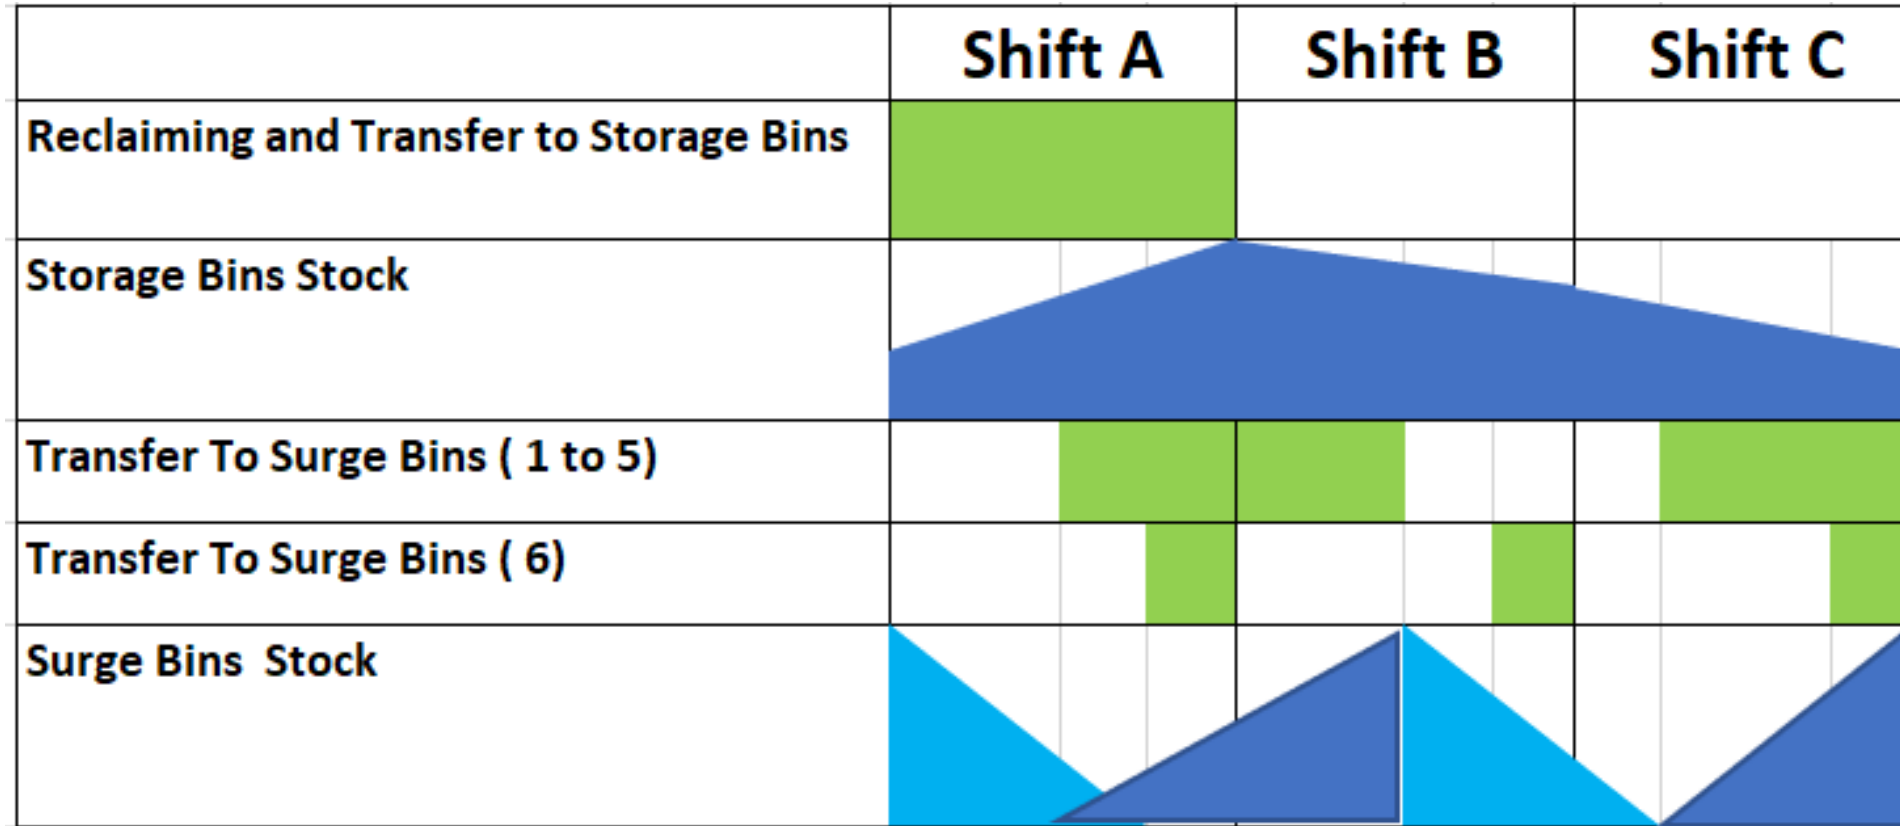 Shift A Shift B Shift C
Reclaiming and Transfer to Storage Bins
Storage Bins Stock
Transfer To Surge Bins ( 1 to 5)
Transfer To Surge Bins ( 6)
Surge Bins  Stock